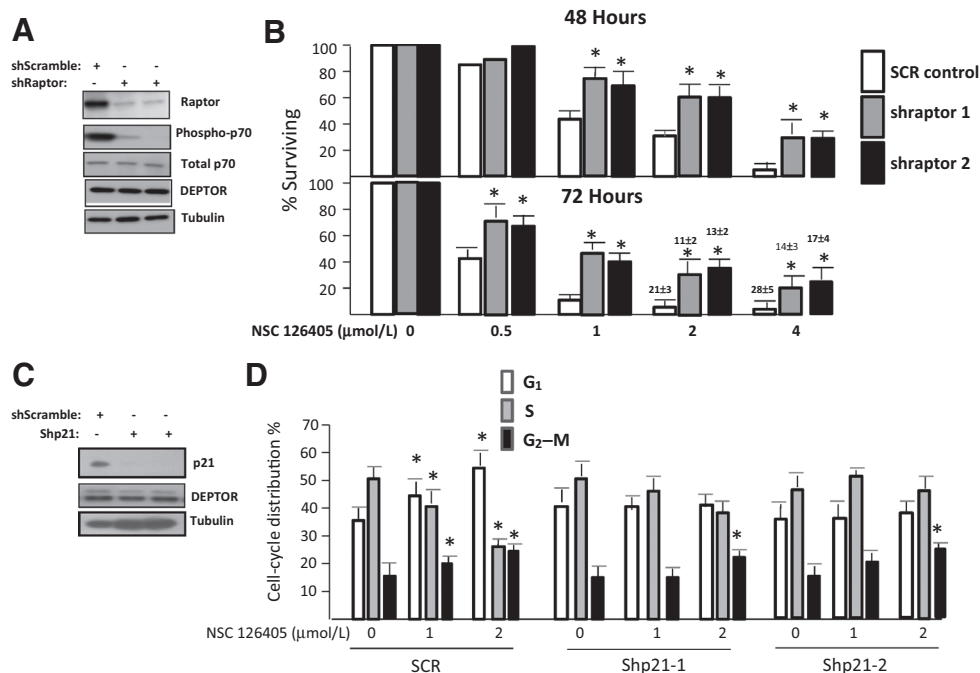 A
shScramble: + - -
shRaptor: - + +
Raptor
Phospho-p70
Total p70
DEPTOR
Tubulin
B
48 Hours
100
80
60
40
20
* * * * * *
SCR control
shraptor 1
shraptor 2
% Surviving
72 Hours
100
80
60
40
20
* * * * * * * *
21±3 11±2 13±2 28±5 14±3 17±4
NSC 126405 (μmol/L) 0 0.5 1 2 4
C
shScramble: + - -
Shp21: - + +
p21
DEPTOR
Tubulin
D
G1
S
G2–M
Cell-cycle distribution %
70
60
50
40
30
20
10
* * * * * * * *
NSC 126405 (μmol/L) 0 1 2 0 1 2 0 1 2
SCR Shp21-1 Shp21-2